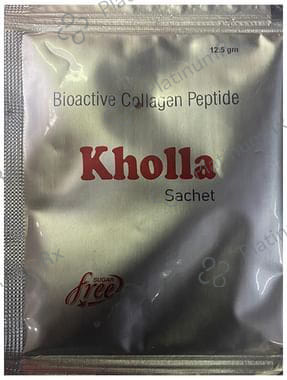 12.5 gm
Bioactive Collagen Peptide
Kholla
Sachet
SUGAR
free